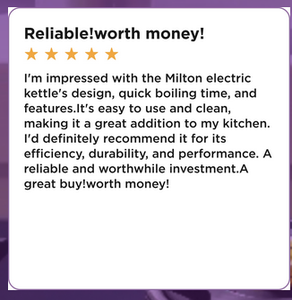 Reliable!worth money!
I'm impressed with the Milton electric
kettle's design, quick boiling time, and
features.It's easy to use and clean,
making it a great addition to my kitchen.
I'd definitely recommend it for its
efficiency, durability, and performance. A
reliable and worthwhile investment.A
great buy!worth money!